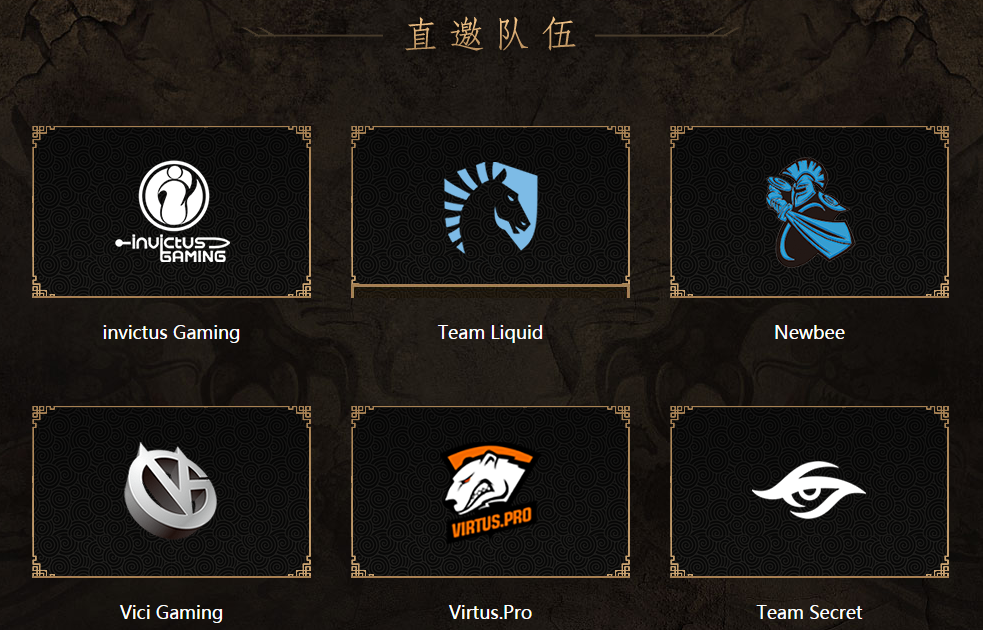 直邀队伍
invictus
GAMING
invictus Gaming
Team Liquid
Newbee
VG
VIRTUS.PRO
Vici Gaming
Virtus.Pro
Team Secret